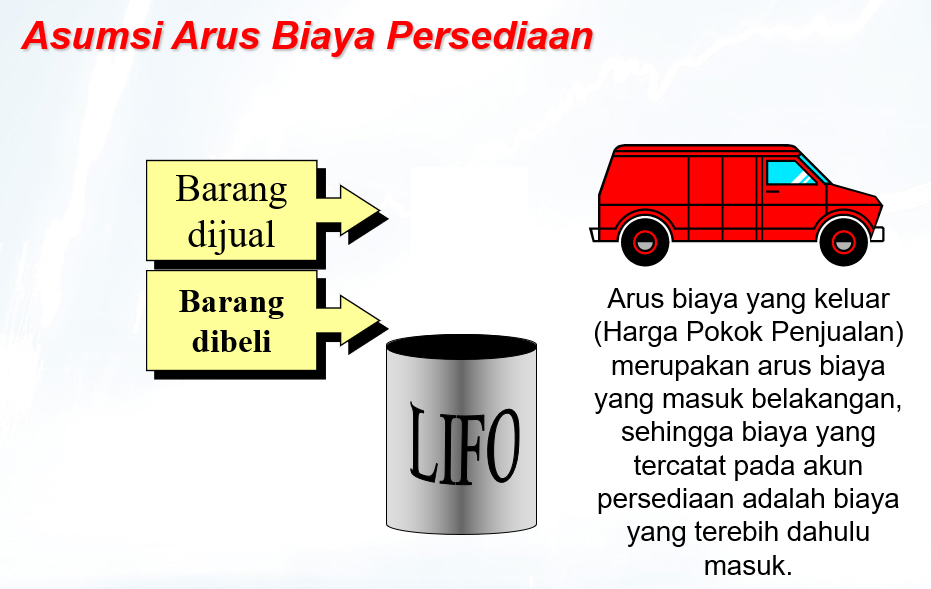 Asumsi Arus Biaya Persediaan
Barang
dijual
Barang
dibeli
LIFO
Arus biaya yang keluar
(Harga Pokok Penjualan)
merupakan arus biaya
yang masuk belakangan,
sehingga biaya yang
tercatat pada akun
persediaan adalah biaya
yang terebih dahulu
masuk.